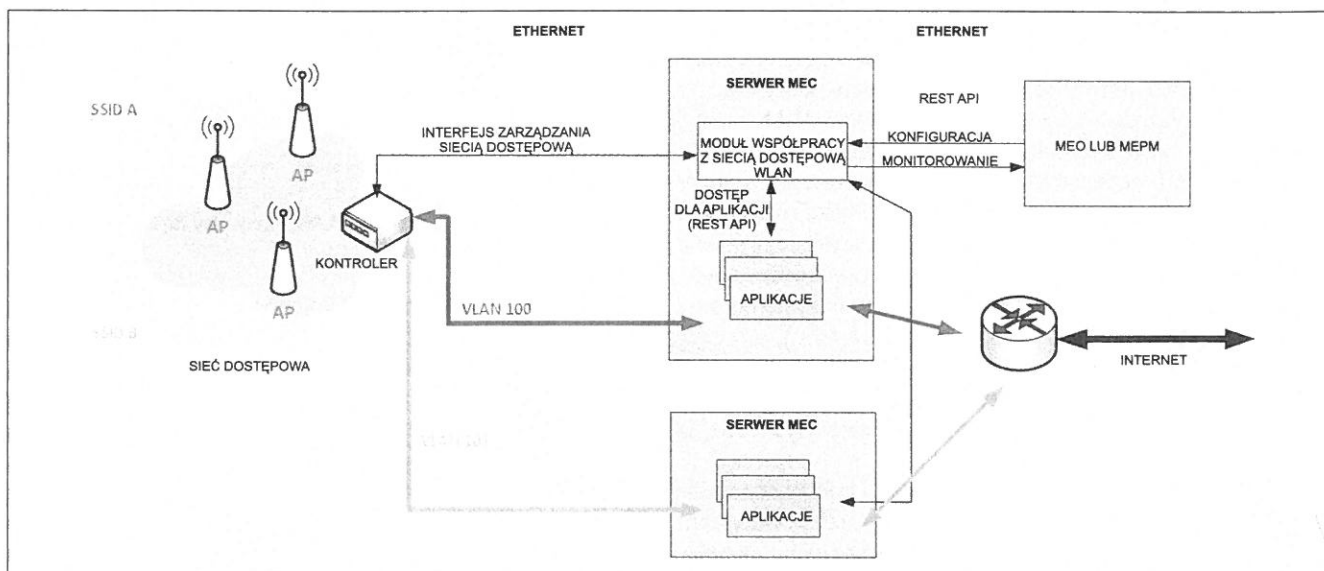 ETHERNET
ETHERNET
SERWER MEC
SSID A
REST API
INTERFEJS ZARZĄDZANIA
SIECIĄ DOSTĘPOWĄ
MODUŁ WSPÓŁPRACY
Z SIECIĄ DOSTĘPOWĄ
WLAN
KONFIGURACJA
MONITOROWANIE
MEO LUB MEPM
AP
AP
AP
KONTROLER
DOSTĘP
DLA APLIKACJI
(REST API)
APLIKACJE
VLAN 100
SIEĆ DOSTĘPOWA
INTERNET
SERWER MEC
VLAN 101
APLIKACJE